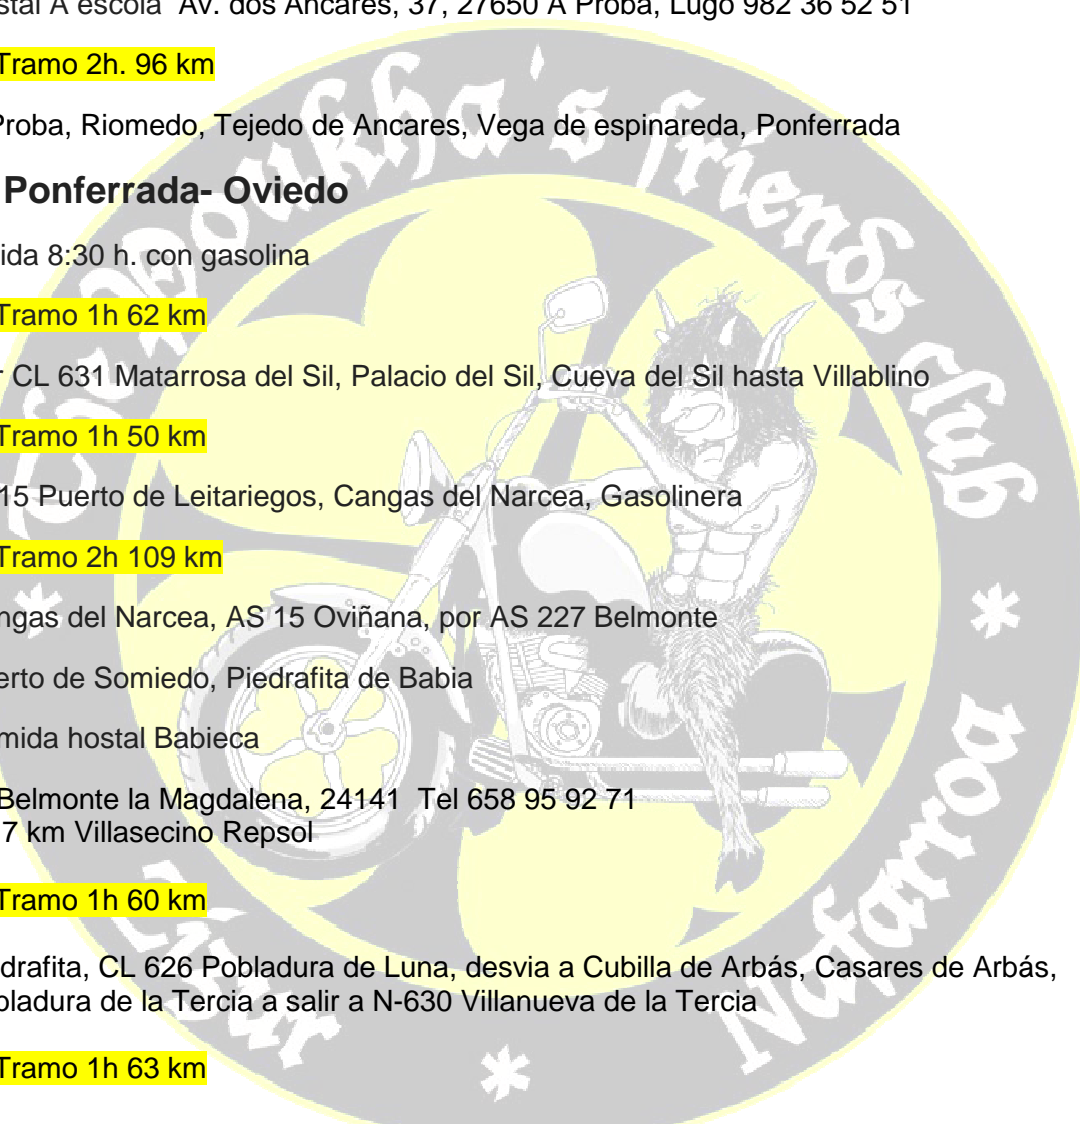 stal A escola Av. dos Ancares, 37, 27650 A Proba, Lugo 982 36 52 51
Tramo 2h. 96 km
Proba, Riomedo, Tejedo de Ancares, Vega de espinareda, Ponferrada
Ponferrada- Oviedo
ida 8:30 h. con gasolina
Tramo 1h 62 km
r CL 631 Matarrosa del Sil, Palacio del Sil, Cueva del Sil hasta Villablino
Tramo 1h 50 km
15 Puerto de Leitariegos, Cangas del Narcea, Gasolinera
Tramo 2h 109 km
ngas del Narcea, AS 15 Oviñana, por AS 227 Belmonte
erto de Somiedo, Piedrafita de Babia
mida hostal Babieca
Belmonte la Magdalena, 24141 Tel 658 95 92 71
7 km Villasecino Repsol
Tramo 1h 60 km
drafita, CL 626 Pobladura de Luna, desvia a Cubilla de Arbás, Casares de Arbás,
oladura de la Tercia a salir a N-630 Villanueva de la Tercia
Tramo 1h 63 km
friends club
Nafarroa